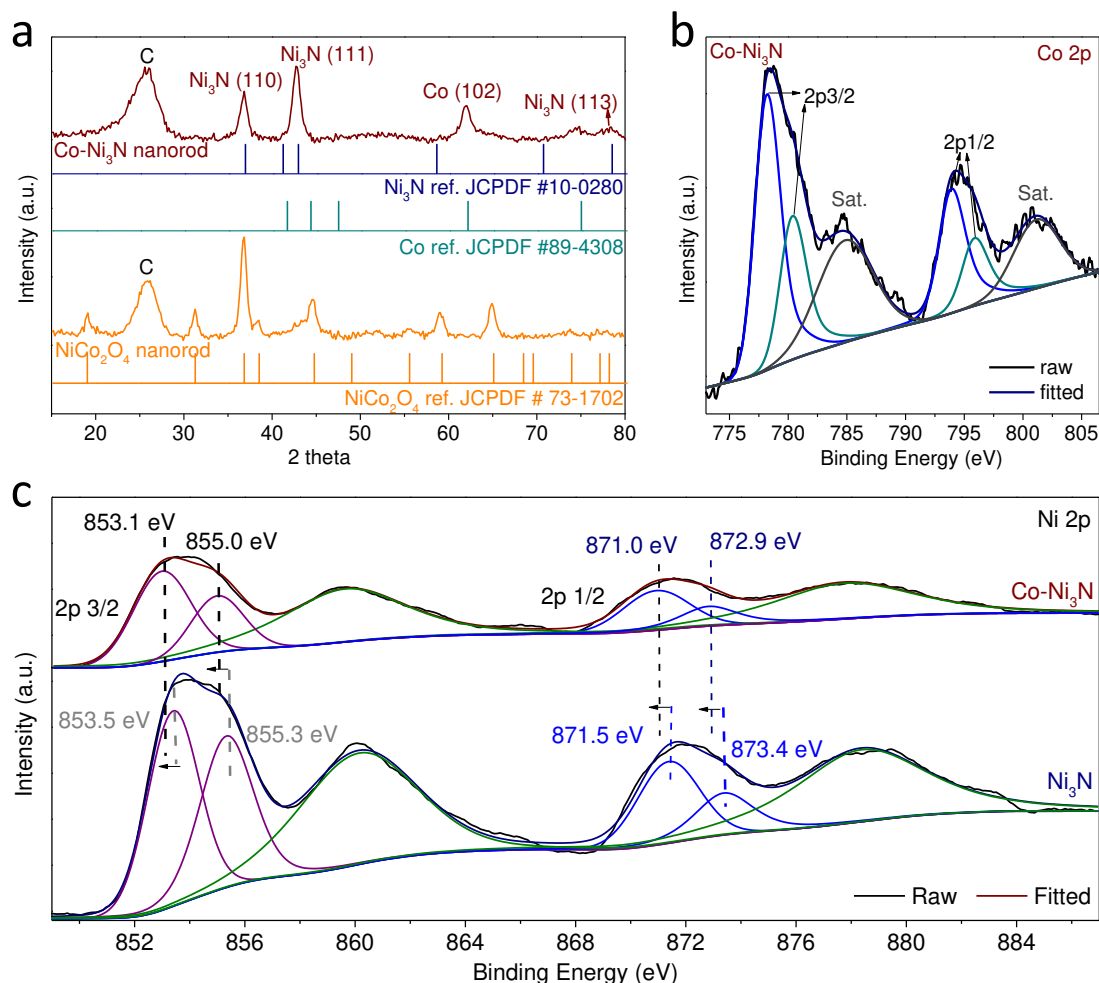 a
C
Ni₃N (110)
Ni₃N (111)
Co (102)
Ni₃N (113)
Co-Ni₃N nanorod
Ni₃N ref. JCPDF #10-0280
Co ref. JCPDF #89-4308
C
NiCo₂O₄ nanorod
NiCo₂O₄ ref. JCPDF # 73-1702
Intensity (a.u.)
20 30 40 50 60 70 80
2 theta
b
Co-Ni₃N
Co 2p
2p3/2
2p1/2
Sat.
Sat.
raw
fitted
Intensity (a.u.)
775 780 785 790 795 800 805
Binding Energy (eV)
c
Ni 2p
853.1 eV
855.0 eV
871.0 eV
872.9 eV
2p 3/2
2p 1/2
Co-Ni₃N
853.5 eV
855.3 eV
871.5 eV
873.4 eV
Ni₃N
Raw
Fitted
Intensity (a.u.)
Intensity (a.u.)
852 856 860 864 868 872 876 880 884
Binding Energy (eV)